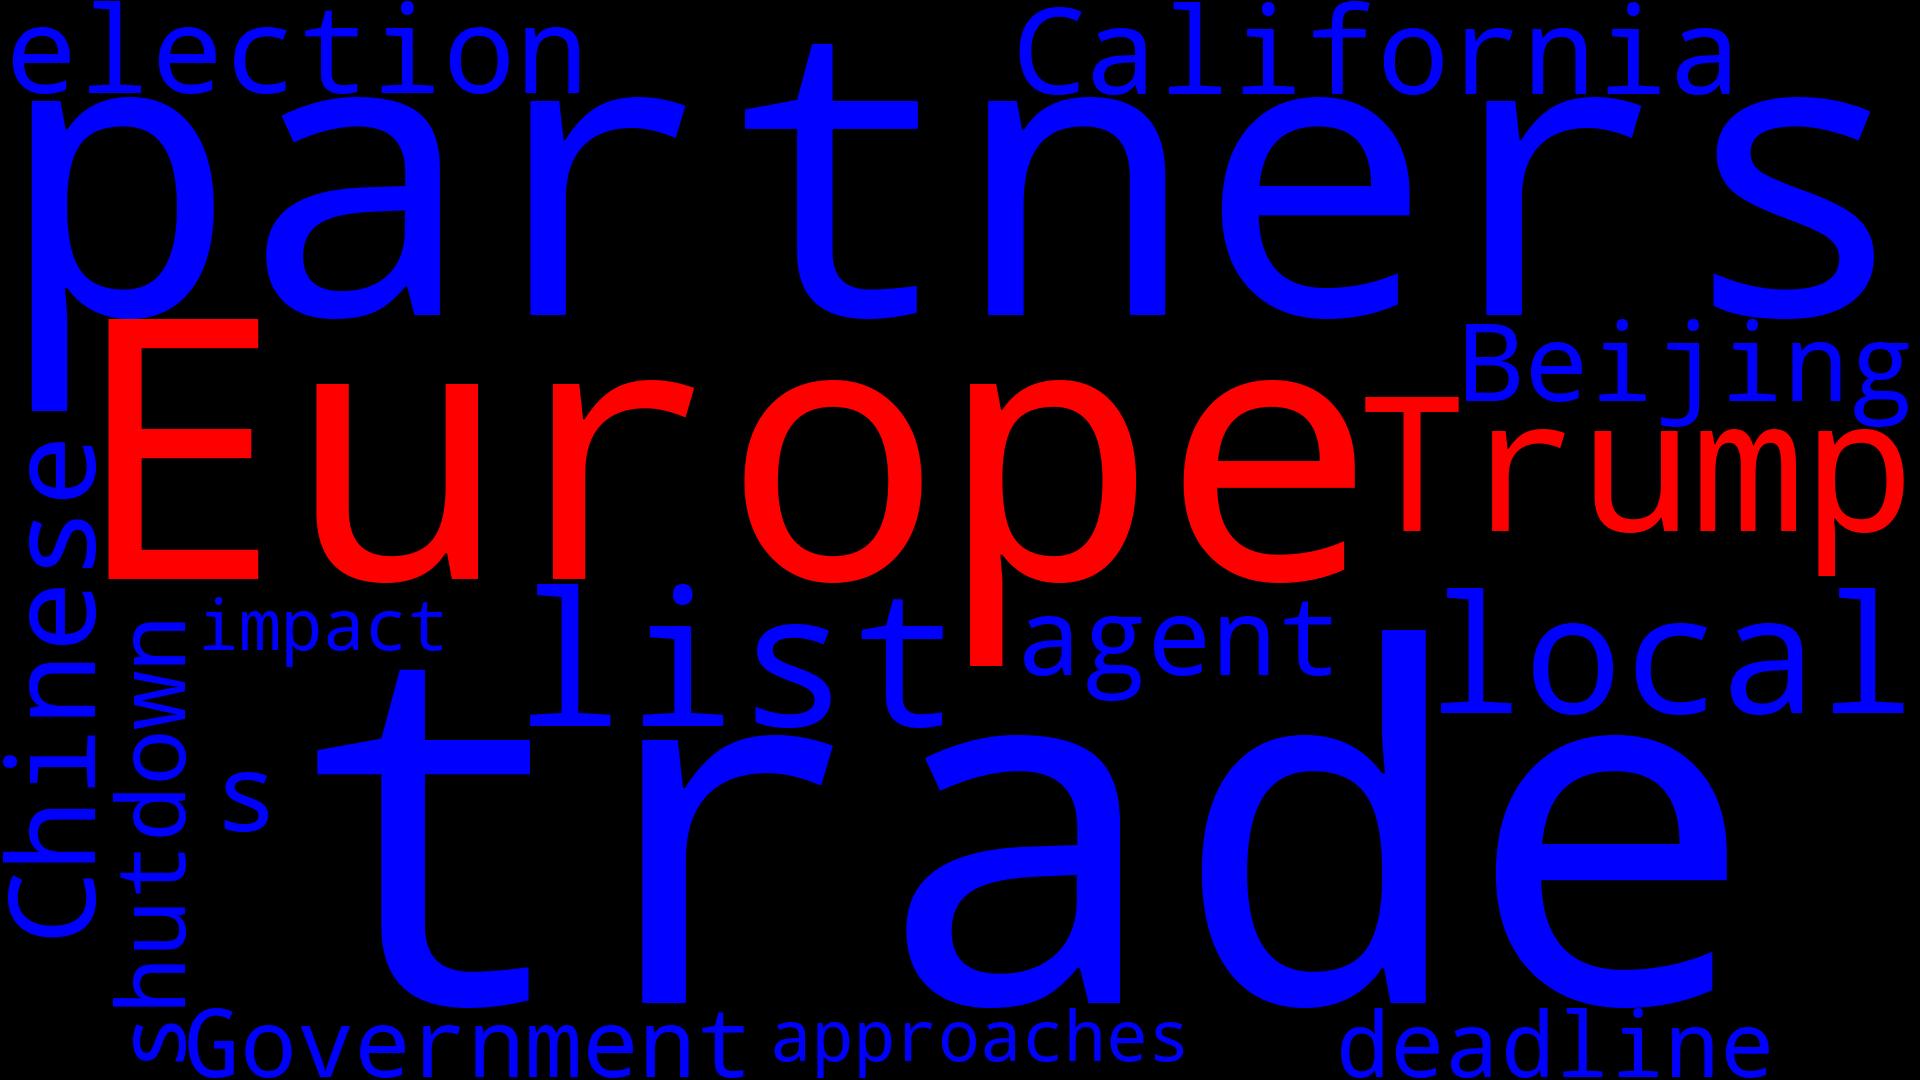 election
California
partners
Europe
Beijing
Trump
Chinese
shutdown
impact
list
agent
local
s
trade
Government
approaches
deadline